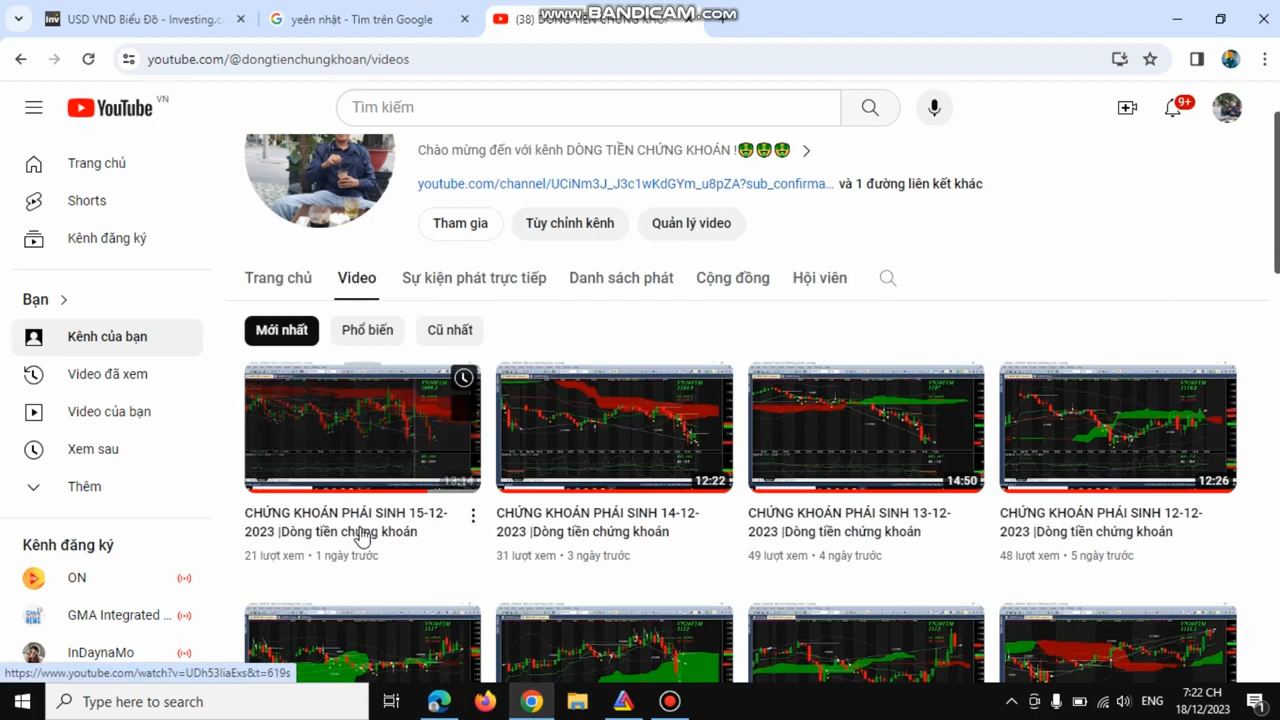 USD VND Biểu Đồ - Investing.c
yeên nhật - Tìm trên Google
www.BANDICAM.com
youtube.com/@dongtienchungkhoan/videos
YouTube VN
Tìm kiếm
9+
Chào mừng đến với kênh DÒNG TIỀN CHỨNG KHOÁN !
youtube.com/channel/UCiNm3J_J3c1wKdGYm_u8pZA?sub_confirma... và 1 đường liên kết khác
Tham gia
Tùy chỉnh kênh
Quản lý video
Trang chủ
Shorts
Kênh đăng ký
Bạn
Kênh của bạn
Video đã xem
Video của bạn
Xem sau
Thêm
Kênh đăng ký
ON
GMA Integrated ...
InDaynaMo
Trang chủ
Video
Sự kiện phát trực tiếp
Danh sách phát
Cộng đồng
Hội viên
Mới nhất
Phổ biến
Cũ nhất
13:14
CHỨNG KHOÁN PHÁI SINH 15-12-
2023 |Dòng tiền chứng khoán
21 lượt xem • 1 ngày trước
12:22
CHỨNG KHOÁN PHÁI SINH 14-12-
2023 |Dòng tiền chứng khoán
31 lượt xem • 3 ngày trước
14:50
CHỨNG KHOÁN PHÁI SINH 13-12-
2023 |Dòng tiền chứng khoán
49 lượt xem • 4 ngày trước
12:26
CHỨNG KHOÁN PHÁI SINH 12-12-
2023 |Dòng tiền chứng khoán
48 lượt xem • 5 ngày trước
https://www.youtube.com/watch?v=UDh53IiaExs&t=619s
Type here to search
ENG
7:22 CH
18/12/2023
1